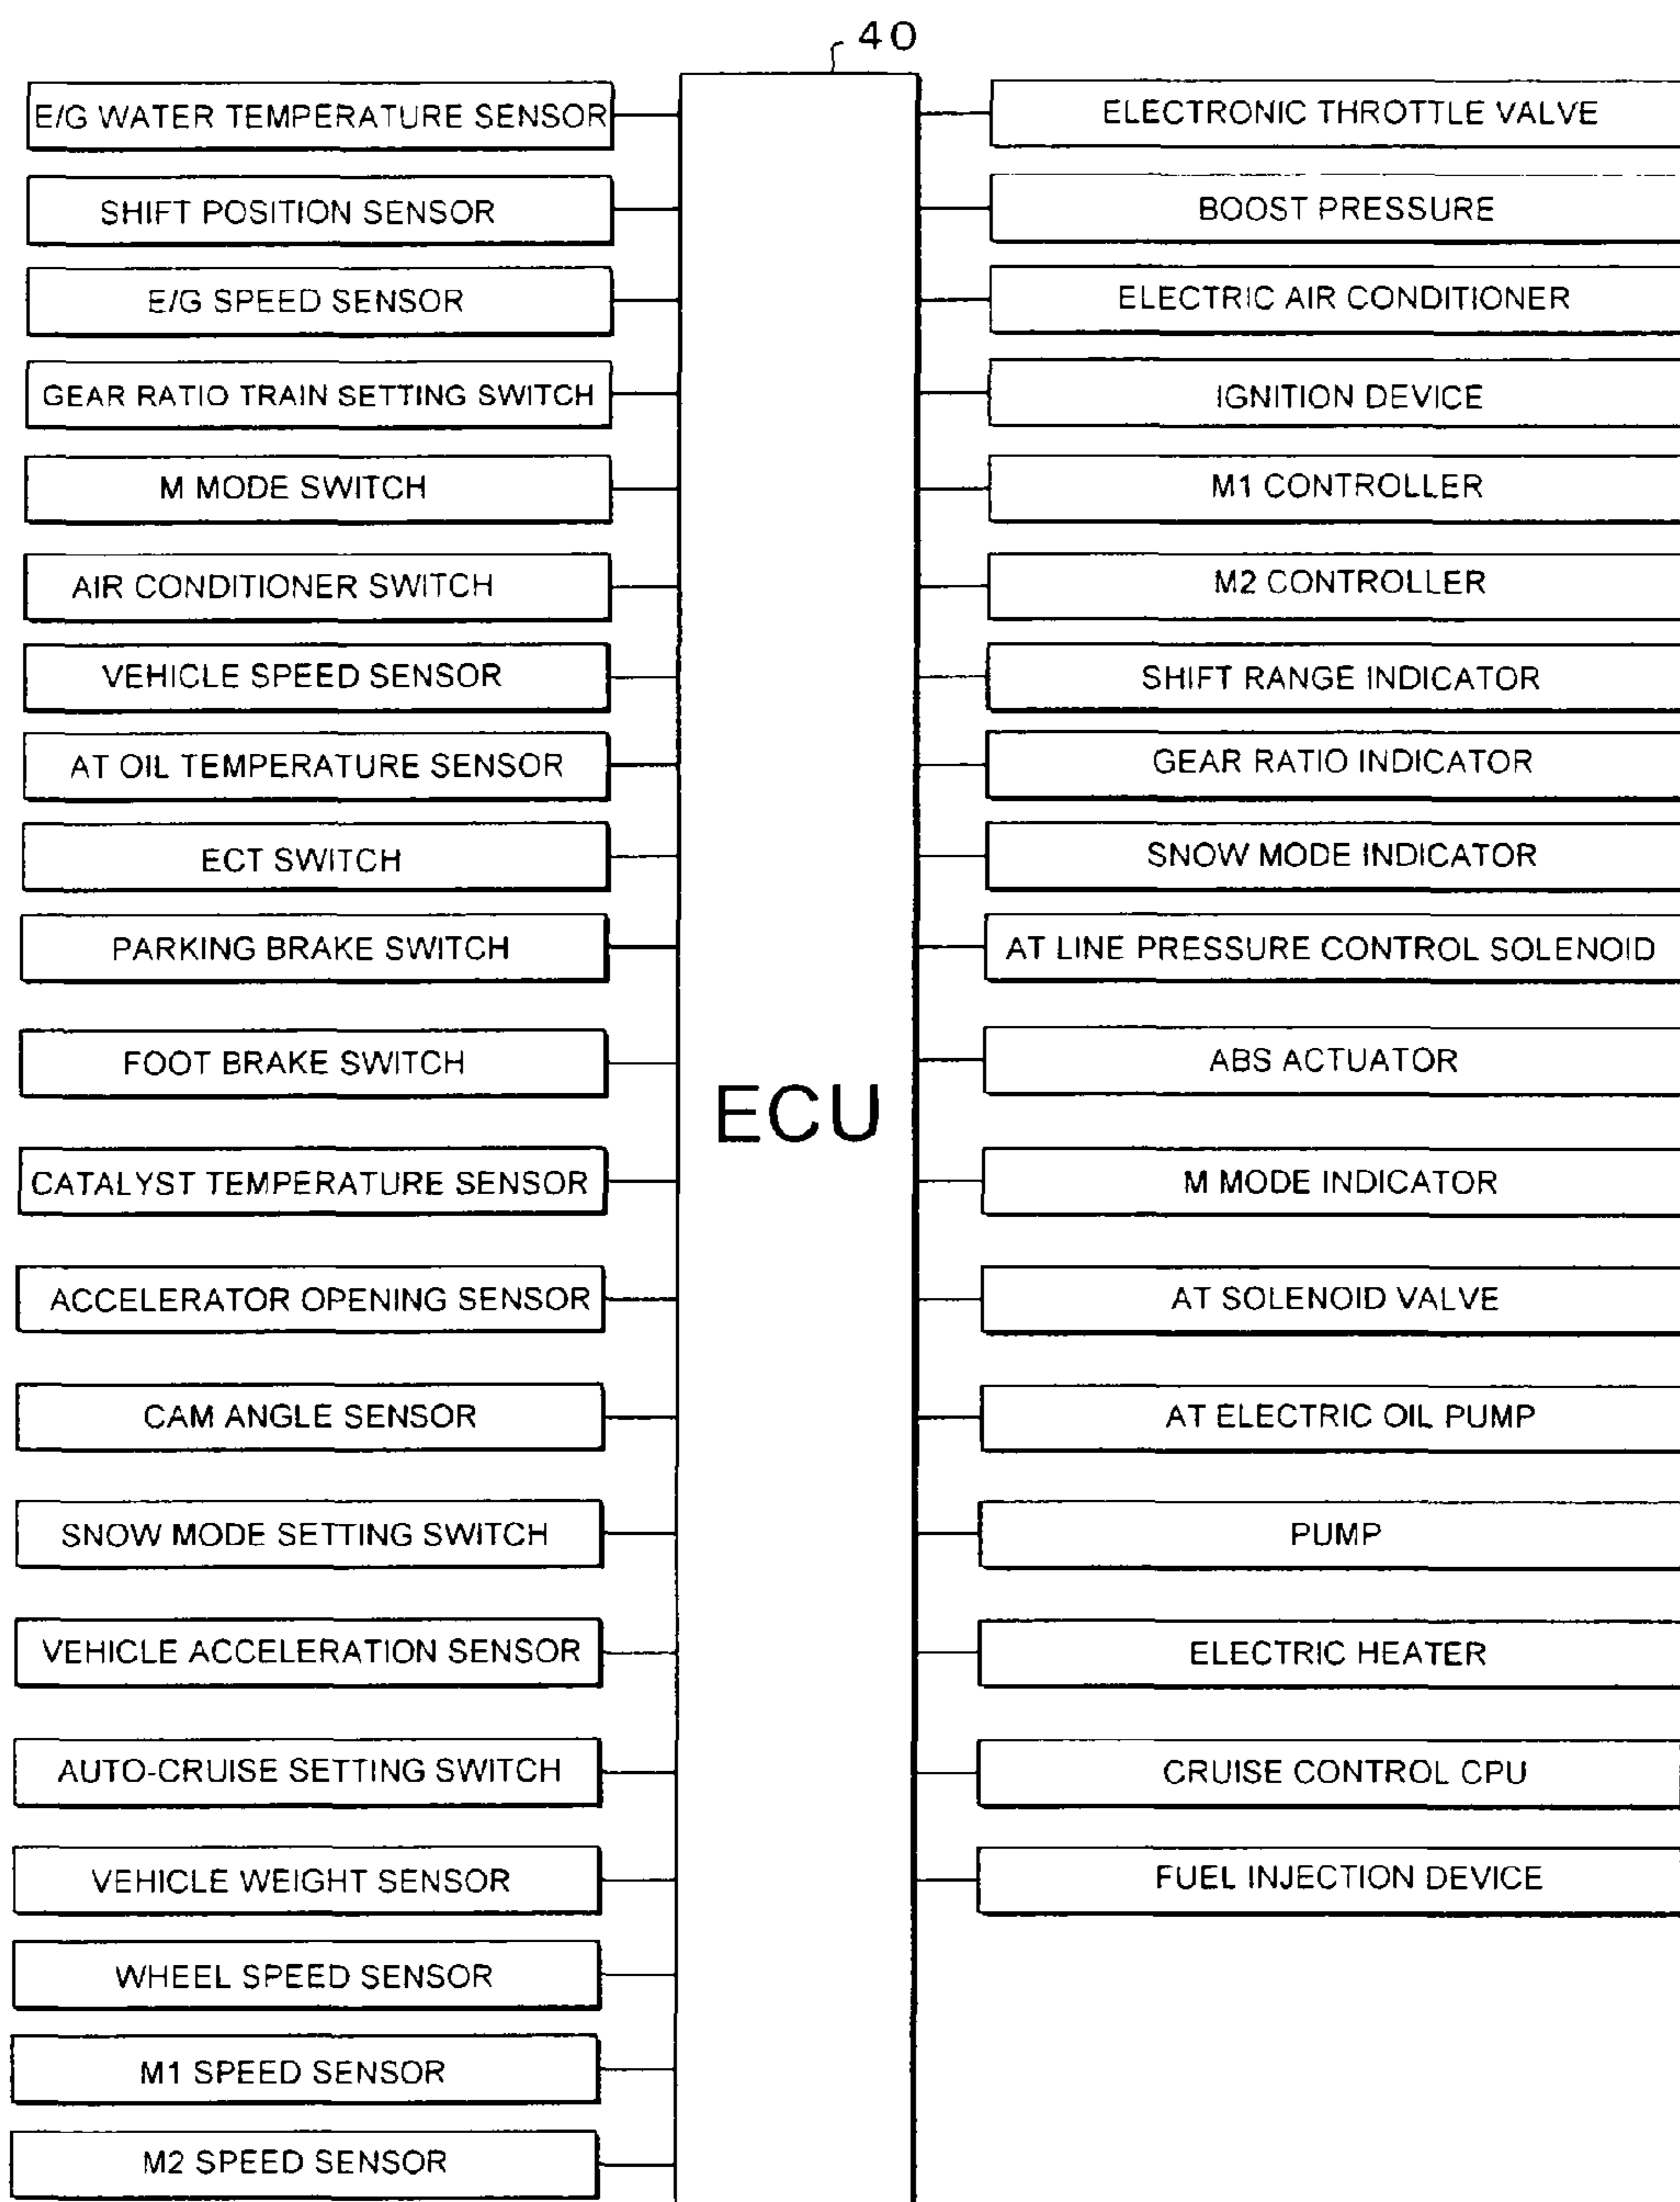 40
E/G WATER TEMPERATURE SENSOR
SHIFT POSITION SENSOR
E/G SPEED SENSOR
GEAR RATIO TRAIN SETTING SWITCH
M MODE SWITCH
AIR CONDITIONER SWITCH
VEHICLE SPEED SENSOR
AT OIL TEMPERATURE SENSOR
ECT SWITCH
PARKING BRAKE SWITCH
FOOT BRAKE SWITCH
CATALYST TEMPERATURE SENSOR
ACCELERATOR OPENING SENSOR
CAM ANGLE SENSOR
SNOW MODE SETTING SWITCH
VEHICLE ACCELERATION SENSOR
AUTO-CRUISE SETTING SWITCH
VEHICLE WEIGHT SENSOR
WHEEL SPEED SENSOR
M1 SPEED SENSOR
M2 SPEED SENSOR
ECU
ELECTRONIC THROTTLE VALVE
BOOST PRESSURE
ELECTRIC AIR CONDITIONER
IGNITION DEVICE
M1 CONTROLLER
M2 CONTROLLER
SHIFT RANGE INDICATOR
GEAR RATIO INDICATOR
SNOW MODE INDICATOR
AT LINE PRESSURE CONTROL SOLENOID
ABS ACTUATOR
M MODE INDICATOR
AT SOLENOID VALVE
AT ELECTRIC OIL PUMP
PUMP
ELECTRIC HEATER
CRUISE CONTROL CPU
FUEL INJECTION DEVICE